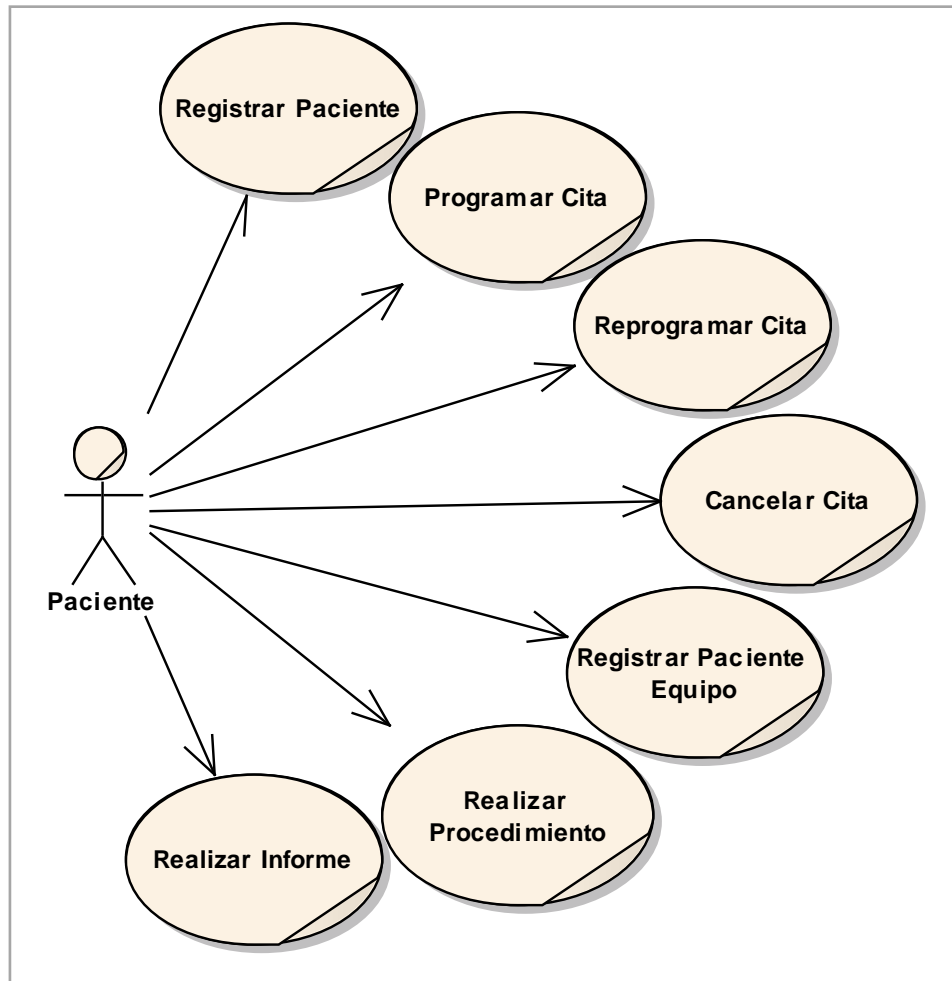 Registrar Paciente
Programar Cita
Reprogramar Cita
Cancelar Cita
Paciente
Registrar Paciente
Equipo
Realizar
Procedimiento
Realizar Informe